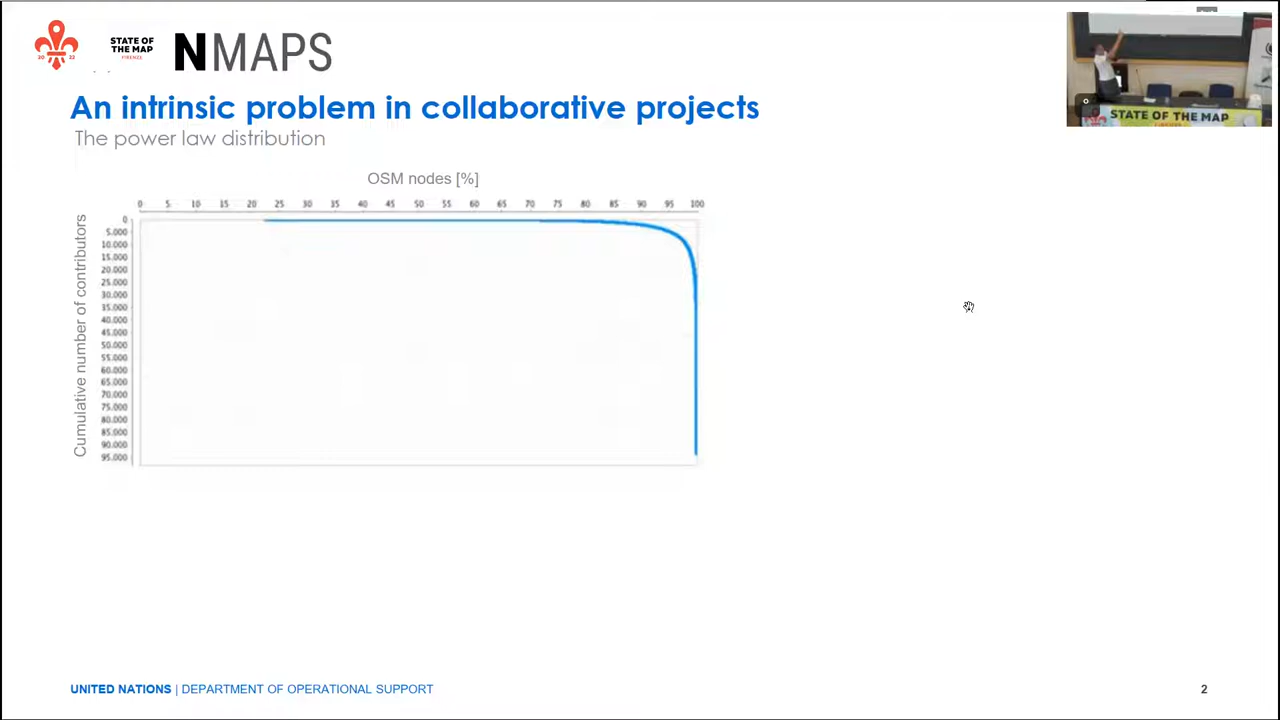 STATE OF
THE MAP
FIRENZE
2022
NMAPS
An intrinsic problem in collaborative projects
The power law distribution
OSM nodes [%]
0 5 10 15 20 25 30 35 40 45 50 55 60 65 70 75 80 85 90 95 100
Cumulative number of contributors
0
5.000
10.000
15.000
20.000
25.000
30.000
35.000
40.000
45.000
50.000
55.000
60.000
65.000
70.000
75.000
80.000
85.000
90.000
95.000
STATE OF THE MAP
UNITED NATIONS | DEPARTMENT OF OPERATIONAL SUPPORT
2